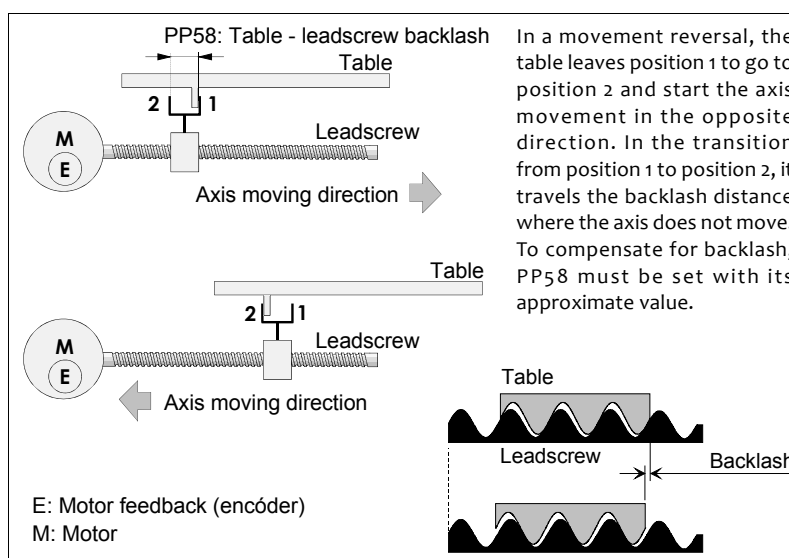 PP58: Table - leadscrew backlash
Table
2 1
Leadscrew
M
E
Axis moving direction
In a movement reversal, the
table leaves position 1 to go to
position 2 and start the axis
movement in the opposite
direction. In the transition
from position 1 to position 2, it
travels the backlash distance
where the axis does not move.
To compensate for backlash,
PP58 must be set with its
approximate value.
Table
2 1
Leadscrew
M
E
Axis moving direction
E: Motor feedback (encóder)
M: Motor
Table
Leadscrew
Backlash